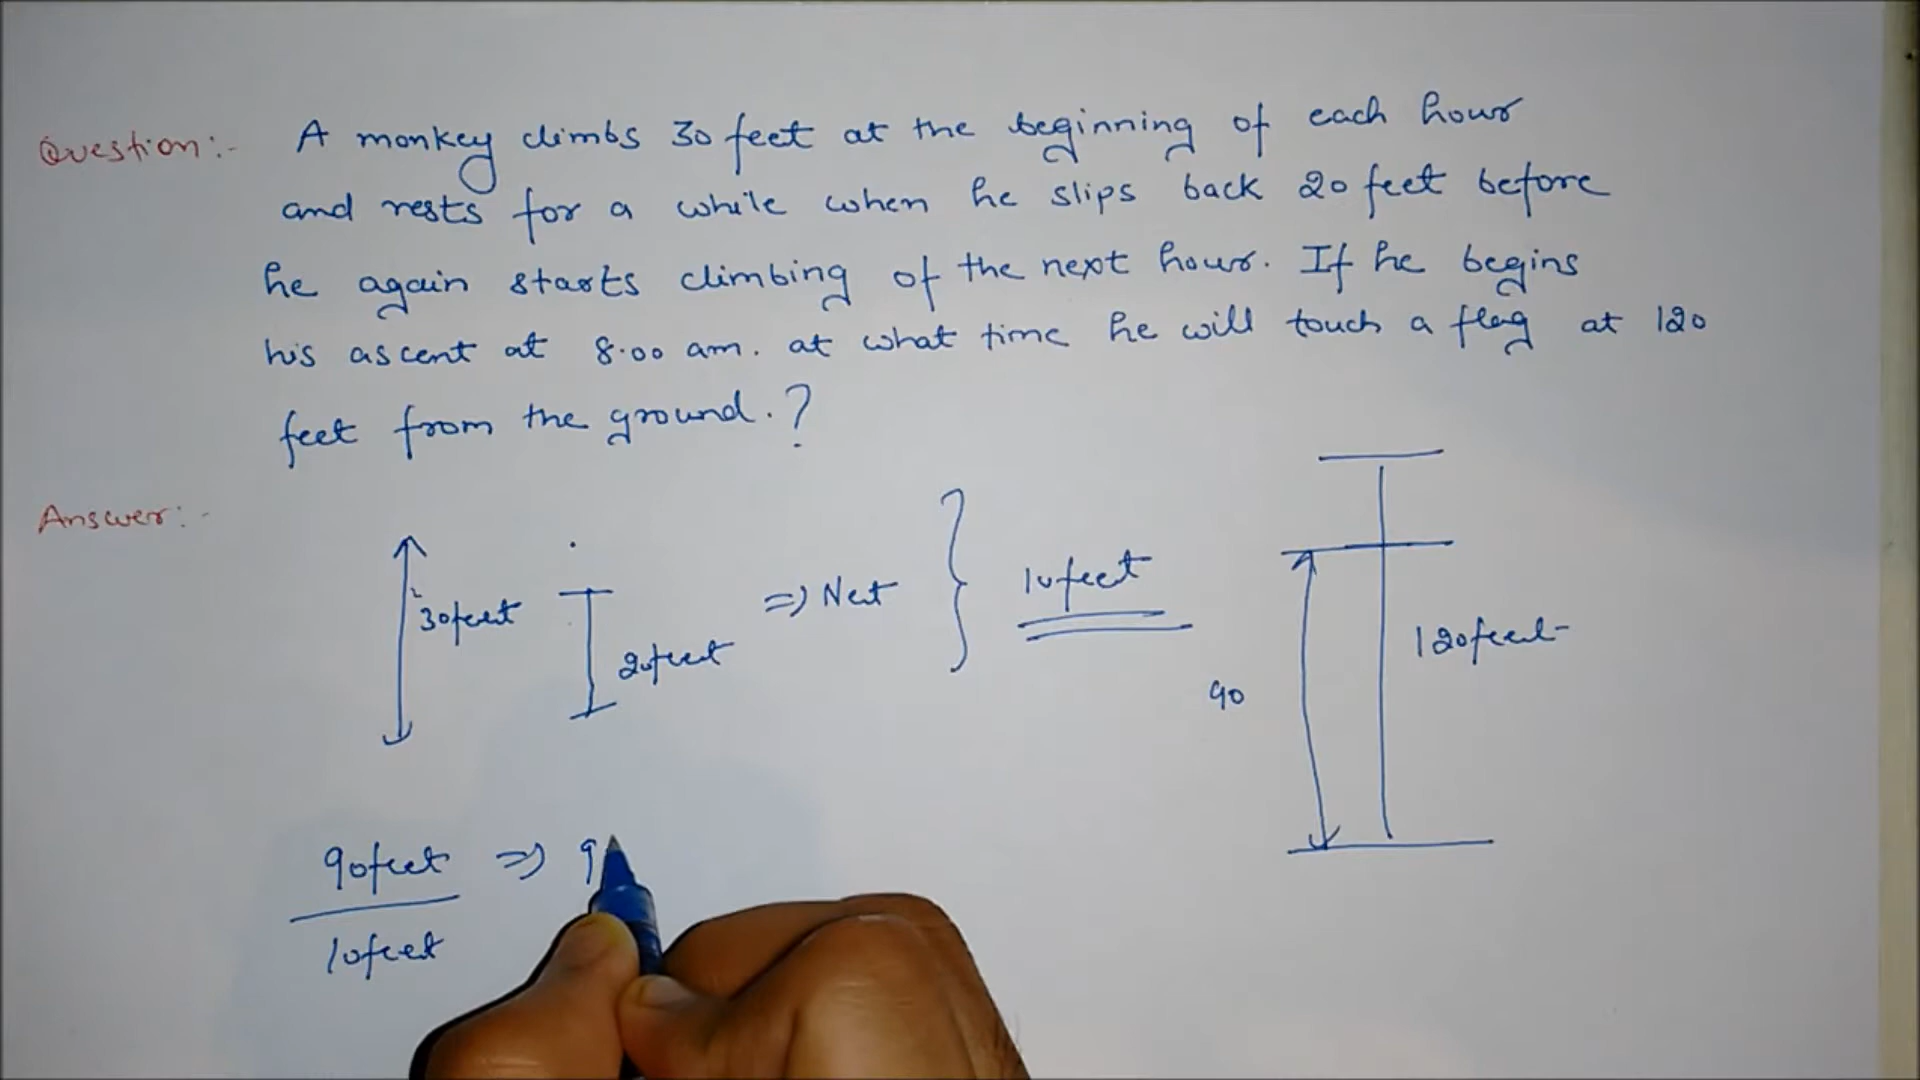 Question:- A monkey climbs 30 feet at the beginning of each hour
and rests for a while when he slips back 20 feet before
he again starts climbing of the next hour. If he begins
his ascent at 8.00 am. at what time he will touch a flag at 120
feet from the ground.?
Answer:-
30feet
20feet
=> Net
10feet
90
120feet
90feet => 9
10feet